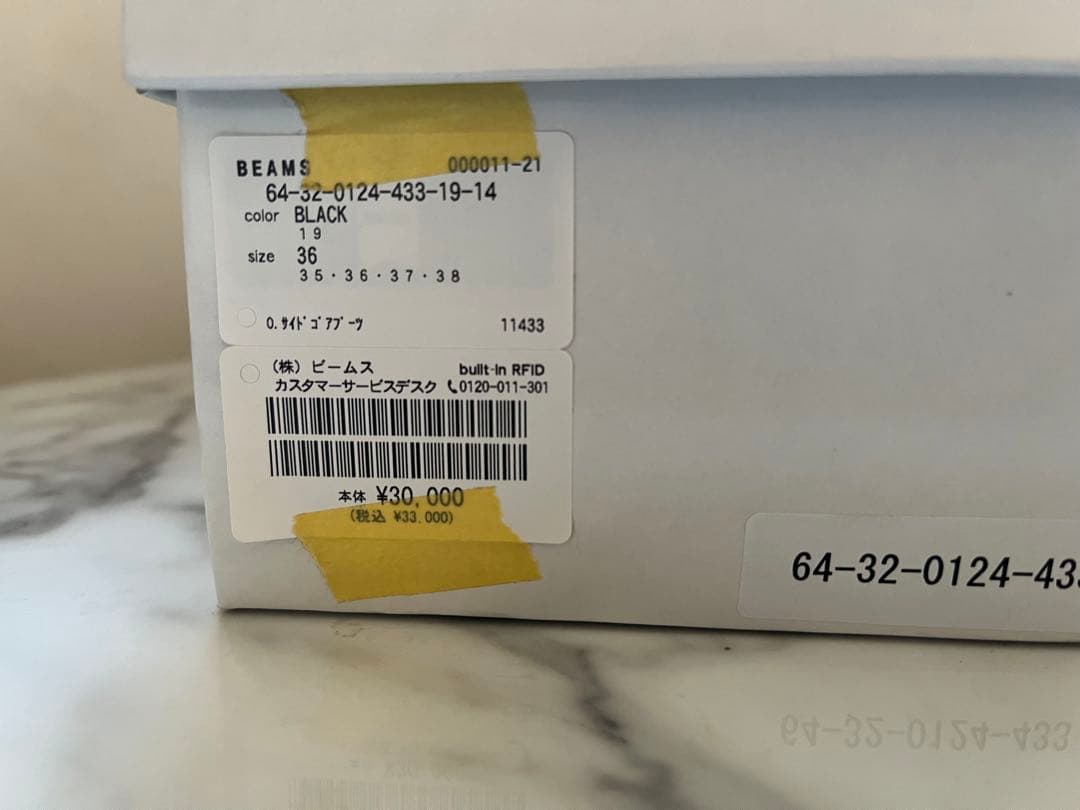 BEAMS 000011-21
64-32-0124-433-19-14
color BLACK
19
size 36
35・36・37・38
O.ｻｲﾄﾞｺﾞｱﾌﾞｰﾂ 11433
(株) ビームス built-in RFID
カスタマーサービスデスク 0120-011-301
本体 ¥30,000
(税込 ¥33,000)
64-32-0124-433